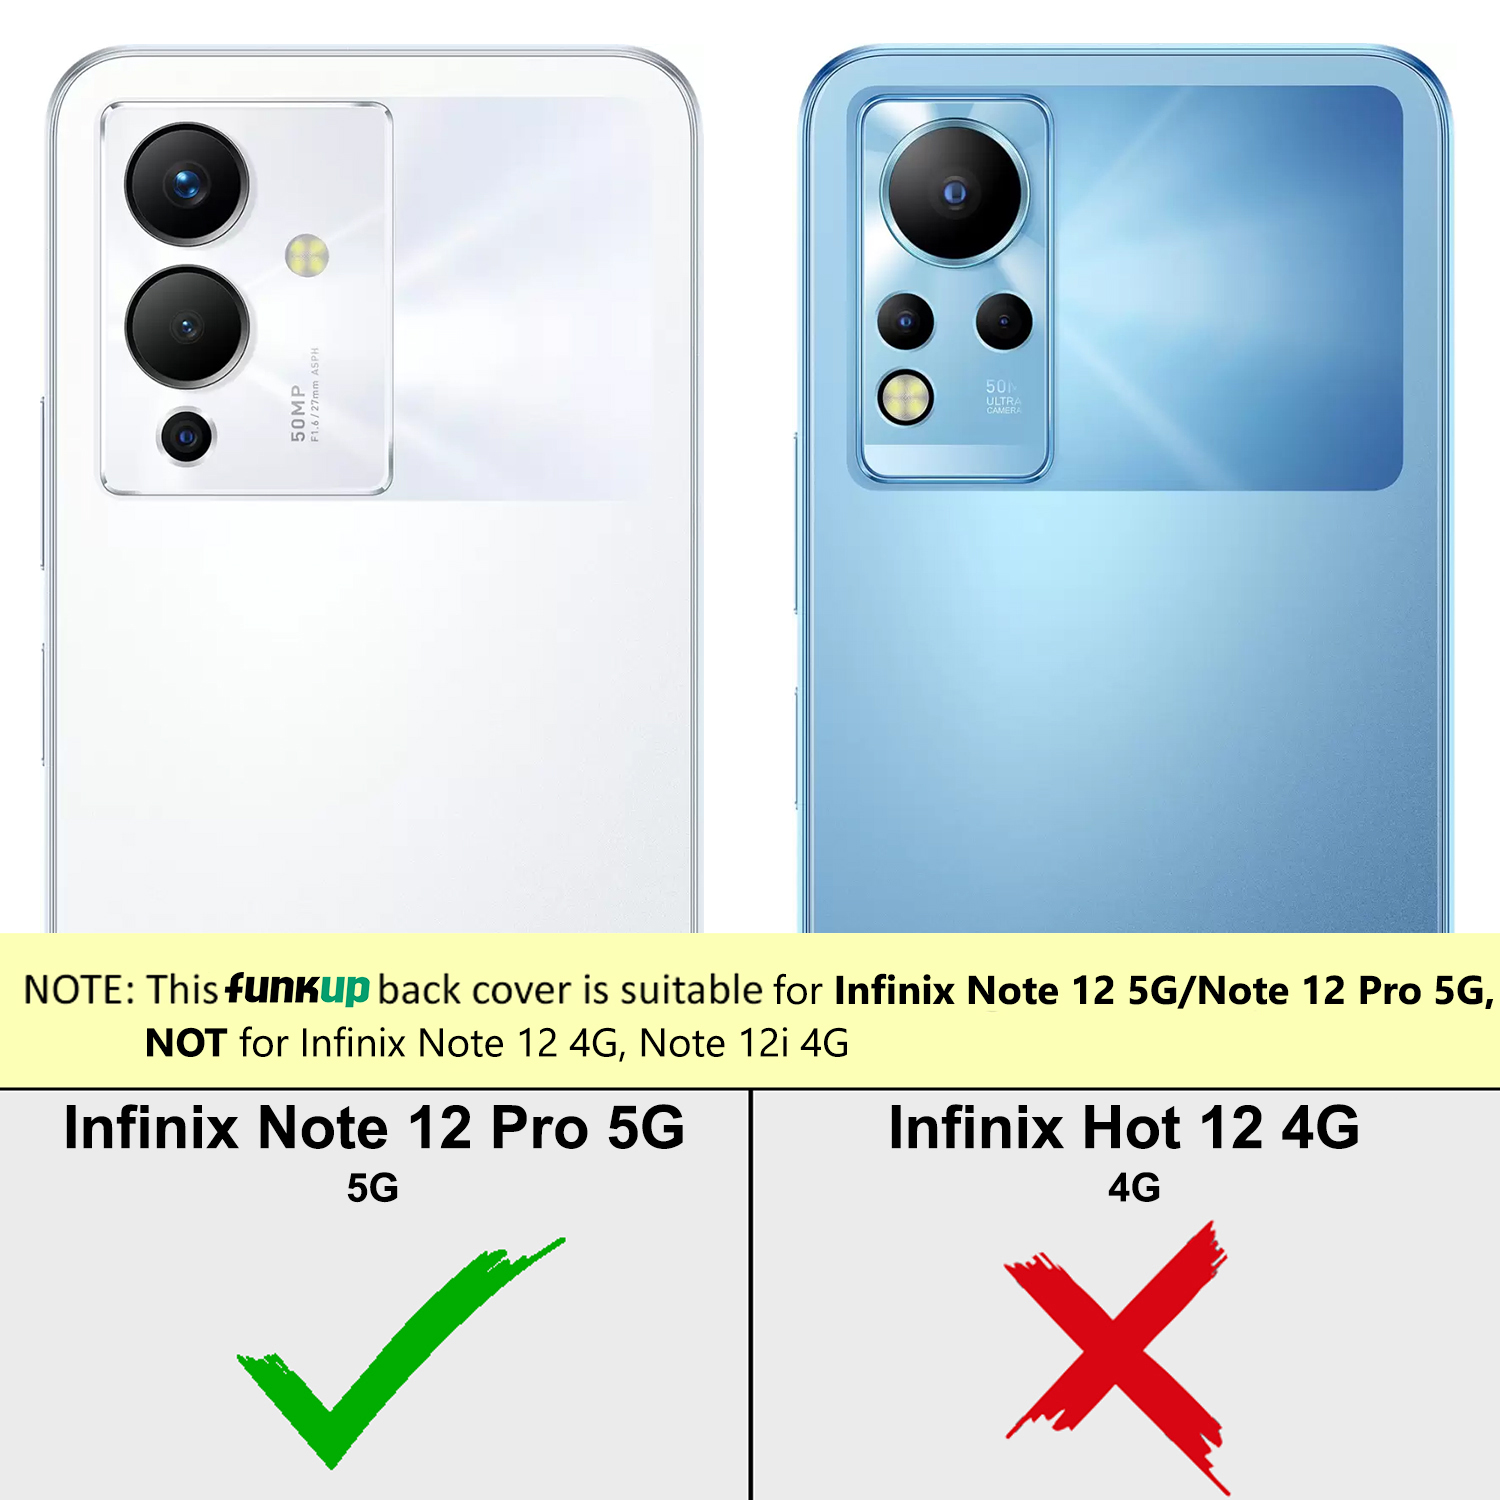 50MP
F1.6/27mm ASPH
50M
ULTRA
CAMERA
NOTE: This funkup back cover is suitable for Infinix Note 12 5G/Note 12 Pro 5G,
NOT for Infinix Note 12 4G, Note 12i 4G
Infinix Note 12 Pro 5G
5G
Infinix Hot 12 4G
4G